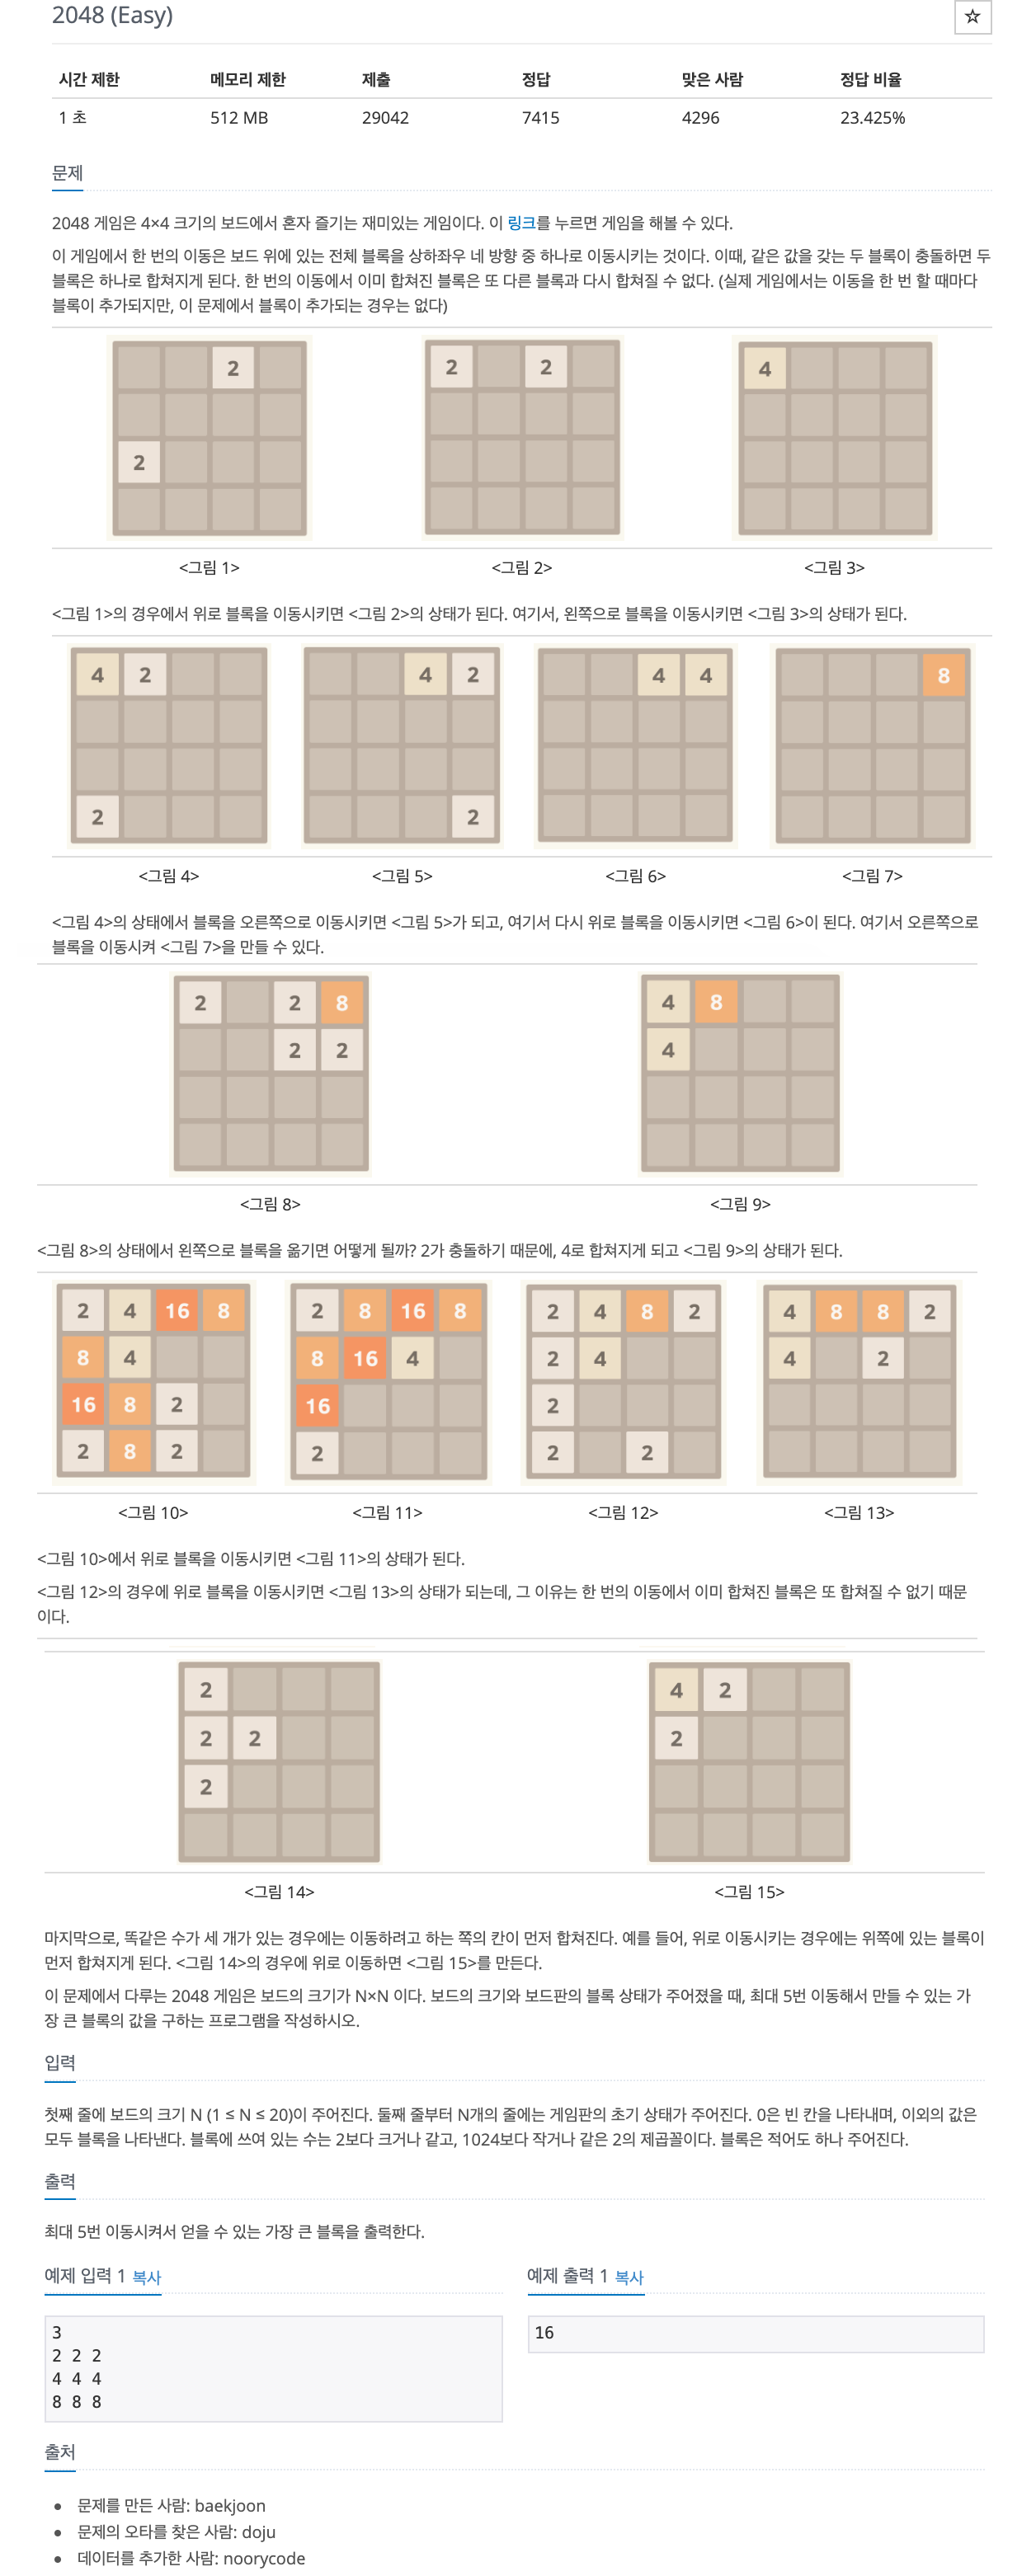 2048 (Easy)
☆
시간 제한 메모리 제한 제출 정답 맞은 사람 정답 비율
1 초 512 MB 29042 7415 4296 23.425%
문제
2048 게임은 4×4 크기의 보드에서 혼자 즐기는 재미있는 게임이다. 이 링크를 누르면 게임을 해볼 수 있다.
이 게임에서 한 번의 이동은 보드 위에 있는 전체 블록을 상하좌우 네 방향 중 하나로 이동시키는 것이다. 이때, 같은 값을 갖는 두 블록이 충돌하면 두
블록은 하나로 합쳐지게 된다. 한 번의 이동에서 이미 합쳐진 블록은 또 다른 블록과 다시 합쳐질 수 없다. (실제 게임에서는 이동을 한 번 할 때마다
블록이 추가되지만, 이 문제에서 블록이 추가되는 경우는 없다)
2 2 2 4
2
<그림 1> <그림 2> <그림 3>
<그림 1>의 경우에서 위로 블록을 이동시키면 <그림 2>의 상태가 된다. 여기서, 왼쪽으로 블록을 이동시키면 <그림 3>의 상태가 된다.
4 2 4 2 4 4 8
2 2
<그림 4> <그림 5> <그림 6> <그림 7>
<그림 4>의 상태에서 블록을 오른쪽으로 이동시키면 <그림 5>가 되고, 여기서 다시 위로 블록을 이동시키면 <그림 6>이 된다. 여기서 오른쪽으로
블록을 이동시켜 <그림 7>을 만들 수 있다.
2 2 8 4 8
2 2 4
<그림 8> <그림 9>
<그림 8>의 상태에서 왼쪽으로 블록을 옮기면 어떻게 될까? 2가 충돌하기 때문에, 4로 합쳐지게 되고 <그림 9>의 상태가 된다.
2 4 16 8 2 8 16 8 2 4 8 2 4 8 8 2
8 4 8 16 4 2 4 4 2
16 8 2 16 2
2 8 2 2 2 2
<그림 10> <그림 11> <그림 12> <그림 13>
<그림 10>에서 위로 블록을 이동시키면 <그림 11>의 상태가 된다.
<그림 12>의 경우에 위로 블록을 이동시키면 <그림 13>의 상태가 되는데, 그 이유는 한 번의 이동에서 이미 합쳐진 블록은 또 합쳐질 수 없기 때문
이다.
2 4 2
2 2 2
2
<그림 14> <그림 15>
마지막으로, 똑같은 수가 세 개가 있는 경우에는 이동하려고 하는 쪽의 칸이 먼저 합쳐진다. 예를 들어, 위로 이동시키는 경우에는 위쪽에 있는 블록이
먼저 합쳐지게 된다. <그림 14>의 경우에 위로 이동하면 <그림 15>를 만든다.
이 문제에서 다루는 2048 게임은 보드의 크기가 N×N 이다. 보드의 크기와 보드판의 블록 상태가 주어졌을 때, 최대 5번 이동해서 만들 수 있는 가
장 큰 블록의 값을 구하는 프로그램을 작성하시오.
입력
첫째 줄에 보드의 크기 N (1 ≤ N ≤ 20)이 주어진다. 둘째 줄부터 N개의 줄에는 게임판의 초기 상태가 주어진다. 0은 빈 칸을 나타내며, 이외의 값은
모두 블록을 나타낸다. 블록에 쓰여 있는 수는 2보다 크거나 같고, 1024보다 작거나 같은 2의 제곱꼴이다. 블록은 적어도 하나 주어진다.
출력
최대 5번 이동시켜서 얻을 수 있는 가장 큰 블록을 출력한다.
예제 입력 1 복사 예제 출력 1 복사
3 16
2 2 2
4 4 4
8 8 8
출처
• 문제를 만든 사람: baekjoon
• 문제의 오타를 찾은 사람: doju
• 데이터를 추가한 사람: noorycode